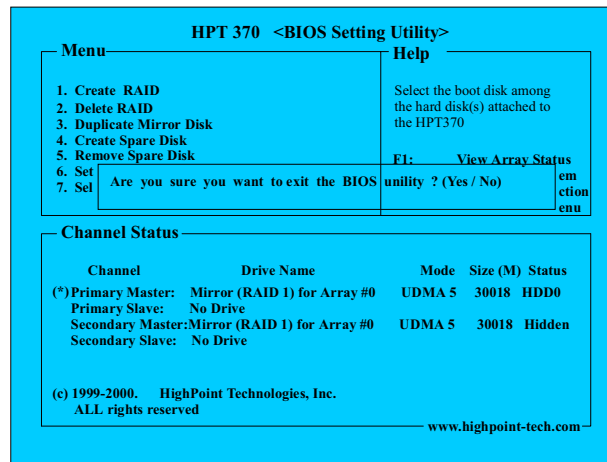 HPT 370 <BIOS Setting Utility>
Menu
1. Create RAID
2. Delete RAID
3. Duplicate Mirror Disk
4. Create Spare Disk
5. Remove Spare Disk
6. Set
7. Sel
Help
Select the boot disk among
the hard disk(s) attached to
the HPT370
F1: View Array Status
em
ction
enu
Are you sure you want to exit the BIOS unility ? (Yes / No)
Channel Status
Channel Drive Name Mode Size (M) Status
(*) Primary Master: Mirror (RAID 1) for Array #0 UDMA 5 30018 HDD0
Primary Slave: No Drive
Secondary Master: Mirror (RAID 1) for Array #0 UDMA 5 30018 Hidden
Secondary Slave: No Drive
(c) 1999-2000. HighPoint Technologies, Inc.
ALL rights reserved
www.highpoint-tech.com